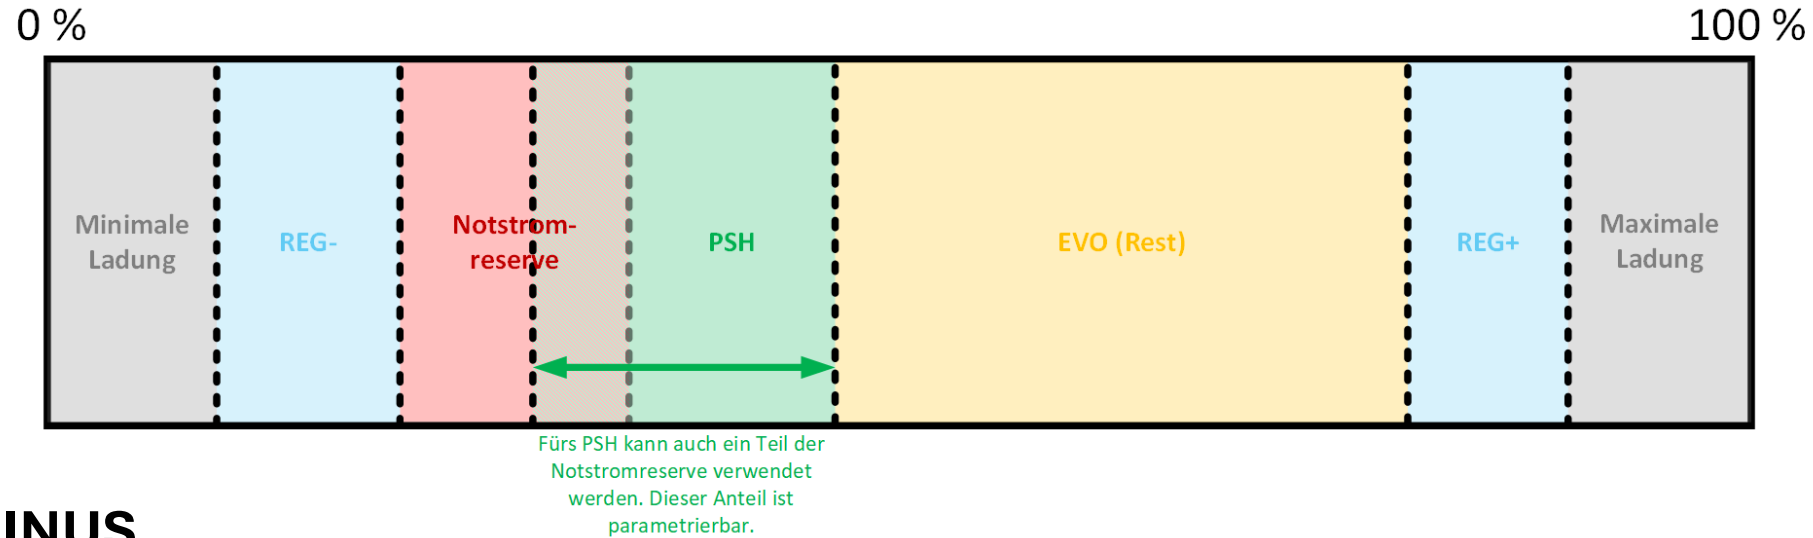 0 %
100 %
Minimale
Ladung
REG-
Notstrom-
reserve
PSH
EVO (Rest)
REG+
Maximale
Ladung
Fürs PSH kann auch ein Teil der
Notstromreserve verwendet
werden. Dieser Anteil ist
parametrierbar.
INUS